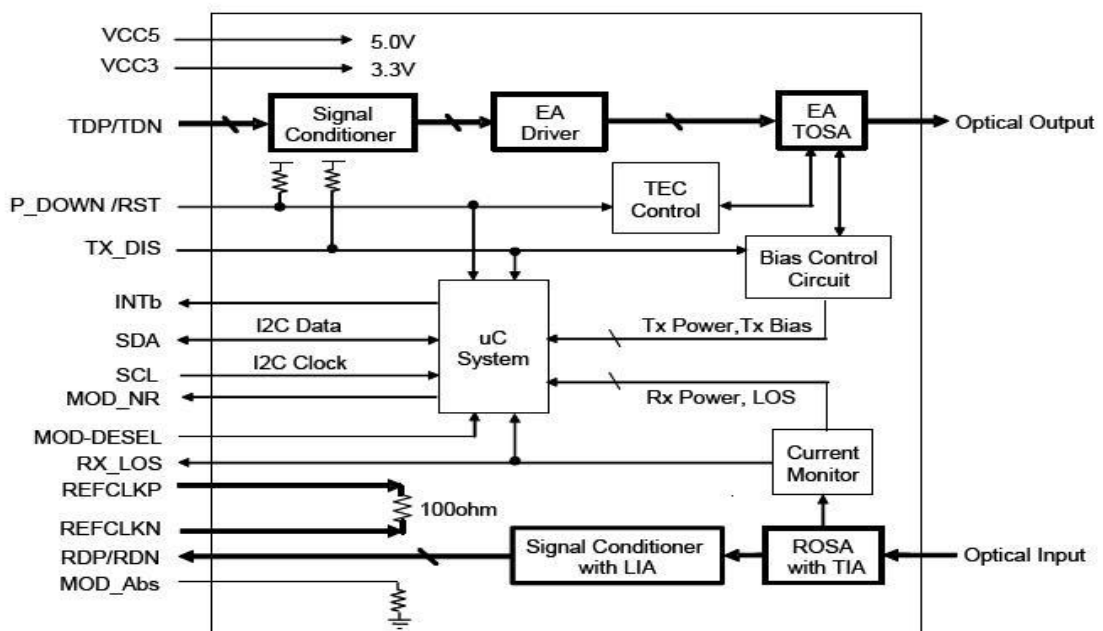 VCC5
5.0V
VCC3
3.3V
TDP/TDN
Signal
Conditioner
EA
Driver
EA
TOSA
Optical Output
P_DOWN /RST
TEC
Control
TX_DIS
Bias Control
Circuit
INTb
SDA
I2C Data
uC
System
Tx Power,Tx Bias
SCL
I2C Clock
MOD_NR
Rx Power, LOS
MOD-DESEL
RX_LOS
Current
Monitor
REFCLKP
100ohm
REFCLKN
RDP/RDN
Signal Conditioner
with LIA
ROSA
with TIA
Optical Input
MOD_Abs